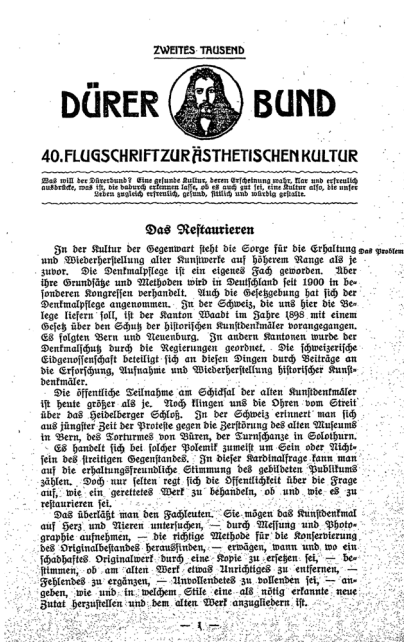 ZWEITES TAUSEND
DÜRER BUND
40. FLUGSCHRIFT ZUR ÄSTHETISCHEN KULTUR
Was will der Dürerbund? Eine gesunde Kultur, deren Erscheinung wahr, klar und erfreulich
ausdrücke, was ist, die dadurch erkennen lasse, ob es auch gut sei, eine Kultur also, die unser
Leben zugleich erfreulich, gesund, sittlich und würdig gestalte.
Das Restaurieren
In der Kultur der Gegenwart steht die Sorge für die Erhaltung
Das Problem
und Wiederherstellung alter Kunstwerke auf höherem Range als je
zuvor. Die Denkmalpflege ist ein eigenes Fach geworden. Über
ihre Grundsätze und Methoden wird in Deutschland seit 1900 in be-
sonderen Kongressen verhandelt. Auch die Gesetzgebung hat sich der
Denkmalpflege angenommen. In der Schweiz, die uns hier die Be-
lege liefern soll, ist der Kanton Waadt im Jahre 1898 mit einem
Gesetz über den Schutz der historischen Kunstdenkmäler vorangegangen.
Es folgten Bern und Neuenburg. In andern Kantonen wurde der
Denkmalschutz durch die Regierungen geordnet. Die schweizerische
Eidgenossenschaft beteiligt sich an diesen Dingen durch Beiträge an
die Erforschung, Aufnahme und Wiederherstellung historischer Kunst-
denkmäler.
Die öffentliche Teilnahme am Schicksal der alten Kunstdenkmäler
ist heute größer als je. Noch klingen uns die Ohren vom Streit
über das Heidelberger Schloß. In der Schweiz erinnert man sich
aus jüngster Zeit der Proteste gegen die Zerstörung des alten Museums
in Bern, des Torturmes von Büren, der Turnschanze in Solothurn.
Es handelt sich bei solcher Polemik zumeist um Sein oder Nicht-
sein des streitigen Gegenstandes. In dieser Kardinalfrage kann man
auf die erhaltungsfreundliche Stimmung des gebildeten Publikums
zählen. Doch nur selten regt sich die Öffentlichkeit über die Frage
auf, wie ein gerettetes Werk zu behandeln, ob und wie es zu
restaurieren sei.
Das überläßt man den Fachleuten. Sie mögen das Kunstdenkmal
auf Herz und Nieren untersuchen, — durch Messung und Photo-
graphie aufnehmen, — die richtige Methode für die Konservierung
des Originalbestandes herausfinden, — erwägen, wann und wo ein
schadhaftes Originalwerk durch eine Kopie zu ersetzen sei, — be-
stimmen, ob am alten Werk etwas Unrichtiges zu entfernen, —
Fehlendes zu ergänzen, — Unvollendetes zu vollenden sei, — an-
geben, wie und in welchem Stile eine als nötig erkannte neue
Zutat herzustellen und dem alten Werk anzugliedern ist.
— 1 —